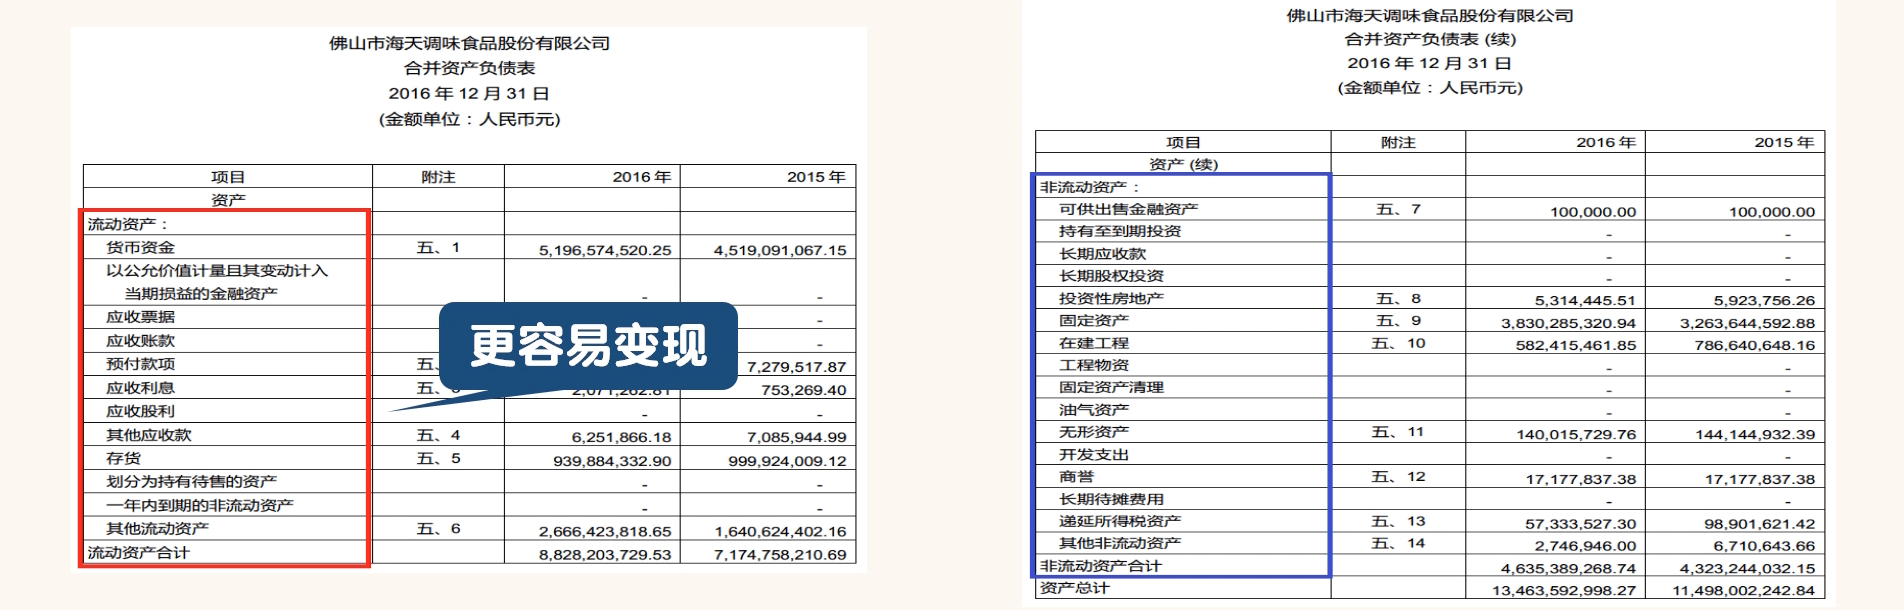 佛山市海天调味食品股份有限公司
合并资产负债表
2016 年 12 月 31 日
(金额单位：人民币元)
项目 附注 2016 年 2015 年
资产
流动资产：
货币资金 五、1 5,196,574,520.25 4,519,091,067.15
以公允价值计量且其变动计入
当期损益的金融资产 - -
应收票据 -
应收账款 -
预付款项 五、 7,279,517.87
应收利息 五、 753,269.40
应收股利 - -
其他应收款 五、4 6,251,866.18 7,085,944.99
存货 五、5 939,884,332.90 999,924,009.12
划分为持有待售的资产 - -
一年内到期的非流动资产 - -
其他流动资产 五、6 2,666,423,818.65 1,640,624,402.16
流动资产合计 8,828,203,729.53 7,174,758,210.69
更容易变现
佛山市海天调味食品股份有限公司
合并资产负债表 (续)
2016 年 12 月 31 日
(金额单位：人民币元)
项目 附注 2016 年 2015 年
资产 (续)
非流动资产：
可供出售金融资产 五、7 100,000.00 100,000.00
持有至到期投资 - -
长期应收款 - -
长期股权投资 - -
投资性房地产 五、8 5,314,445.51 5,923,756.26
固定资产 五、9 3,830,285,320.94 3,263,644,592.88
在建工程 五、10 582,415,461.85 786,640,648.16
工程物资 - -
固定资产清理 - -
油气资产 - -
无形资产 五、11 140,015,729.76 144,144,932.39
开发支出 - -
商誉 五、12 17,177,837.38 17,177,837.38
长期待摊费用 - -
递延所得税资产 五、13 57,333,527.30 98,901,621.42
其他非流动资产 五、14 2,746,946.00 6,710,643.66
非流动资产合计 4,635,389,268.74 4,323,244,032.15
资产总计 13,463,592,998.27 11,498,002,242.84